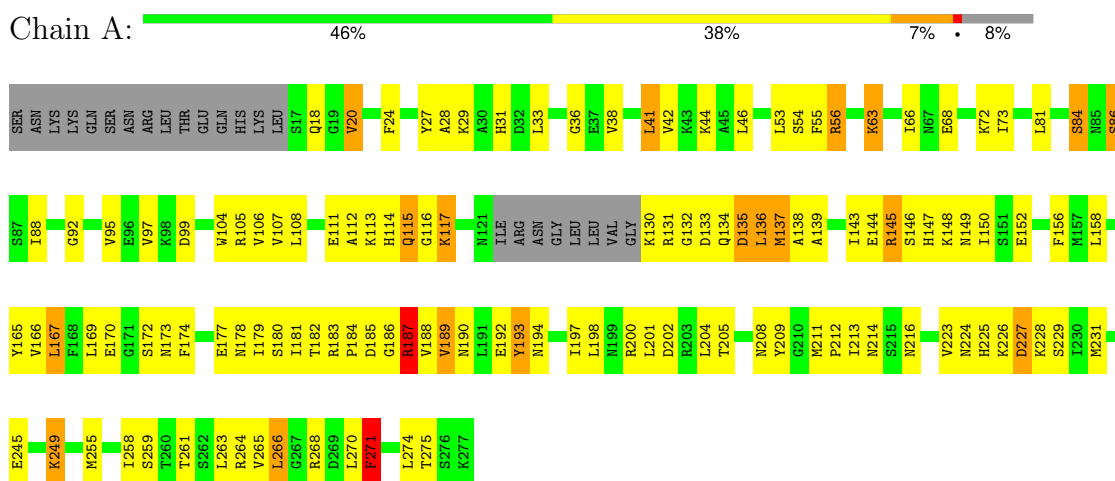 Chain A:
46% 38% 7% • 8%
SER ASN LYS LYS GLN SER ASN ARG LEU THR GLU GLN HIS LYS LEU S17 Q18 G19 V20 F24 Y27 A28 K29 A30 H31 D32 L33 G36 E37 V38 L41 V42 K43 K44 A45 L46 L53 S54 F55 R56 K63 I66 N67 E68 K72 I73 L81 S84 N85 S86
S87 I88 G92 V95 E96 V97 K98 D99 W104 R105 V106 V107 L108 E111 A112 K113 H114 Q115 G116 K117 N121 ILE ARG ASN GLY LEU LEU VAL GLY K130 R131 G132 D133 Q134 D135 L136 M137 A138 A139 I143 E144 R145 S146 H147 K148 N149 I150 S151 E152 F156 M157 L158
Y165 V166 L167 F168 L169 E170 G171 S172 N173 F174 E177 N178 I179 S180 I181 T182 R183 P184 D185 G186 R187 V188 V189 N190 L191 E192 Y193 N194 I197 L198 N199 R200 L201 D202 R203 L204 T205 N208 Y209 G210 M211 P212 I213 N214 S215 N216 V223 N224 H225 K226 D227 K228 S229 I230 M231
E245 K249 M255 I258 S259 T260 T261 S262 L263 R264 V265 L266 G267 R268 D269 L270 F271 L274 T275 S276 K277